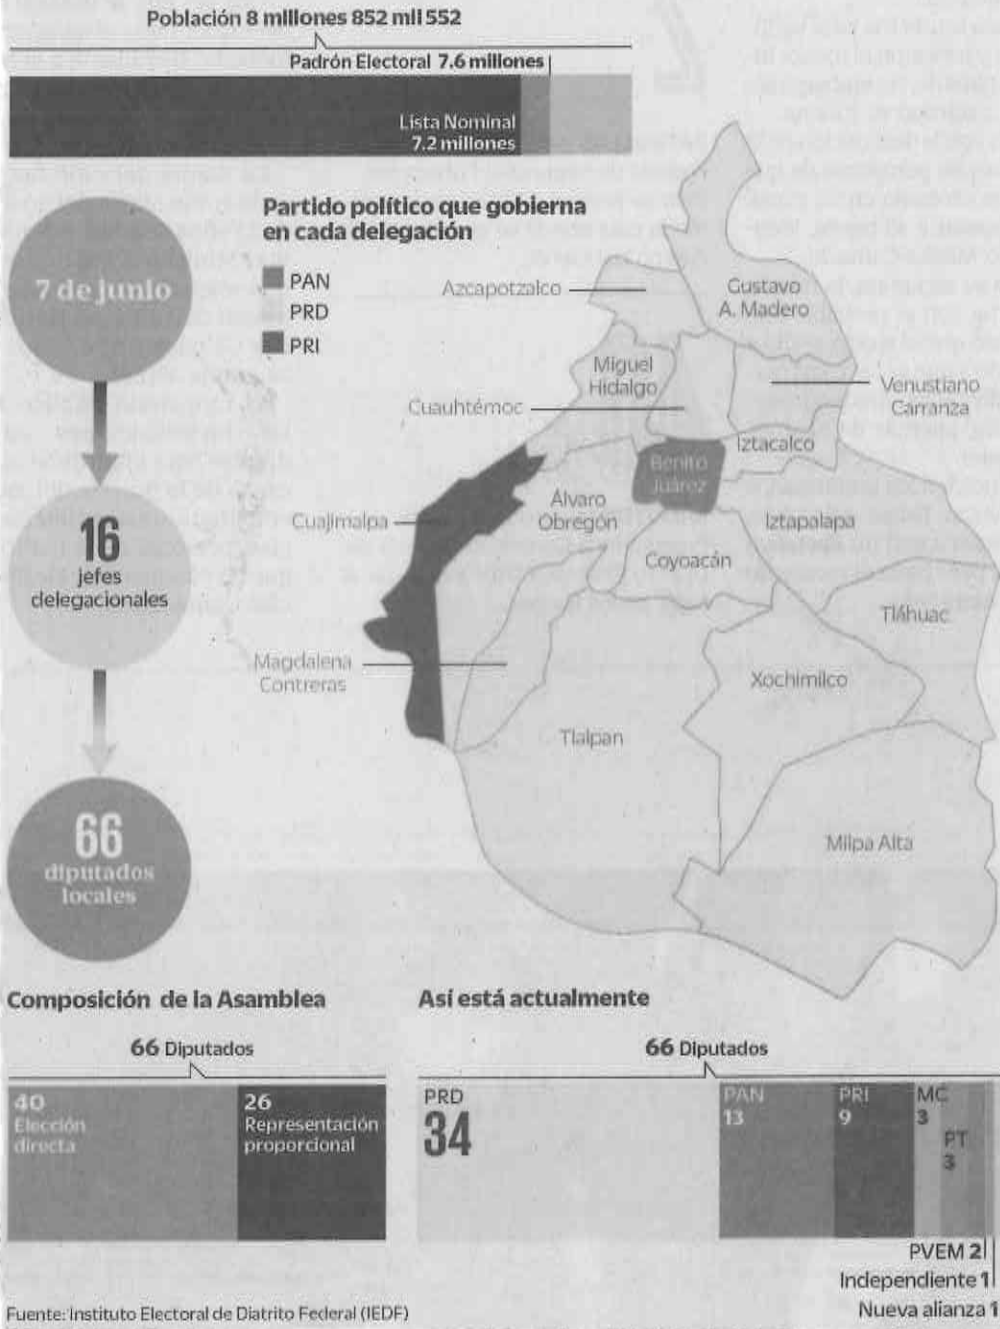 Población 8 millones 852 mil 552
Padrón Electoral 7.6 millones
Lista Nominal
7.2 millones
Partido político que gobierna
en cada delegación
PAN
PRD
PRI
7 de junio
16
jefes
delegacionales
66
diputados
locales
Azcapotzalco
Gustavo
A. Madero
Miguel
Hidalgo
Cuauhtémoc
Venustiano
Carranza
Iztacalco
Benito
Juárez
Cuajimalpa
Álvaro
Obregón
Iztapalapa
Coyoacán
Tláhuac
Magdalena
Contreras
Xochimilco
Tlalpan
Milpa Alta
Composición de la Asamblea
66 Diputados
40
Elección
directa
26
Representación
proporcional
Así está actualmente
66 Diputados
PRD
34
PAN
13
PRI
9
MC
3
PT
3
PVEM 2
Independiente 1
Nueva alianza 1
Fuente: Instituto Electoral de Diatrito Federal (IEDF)